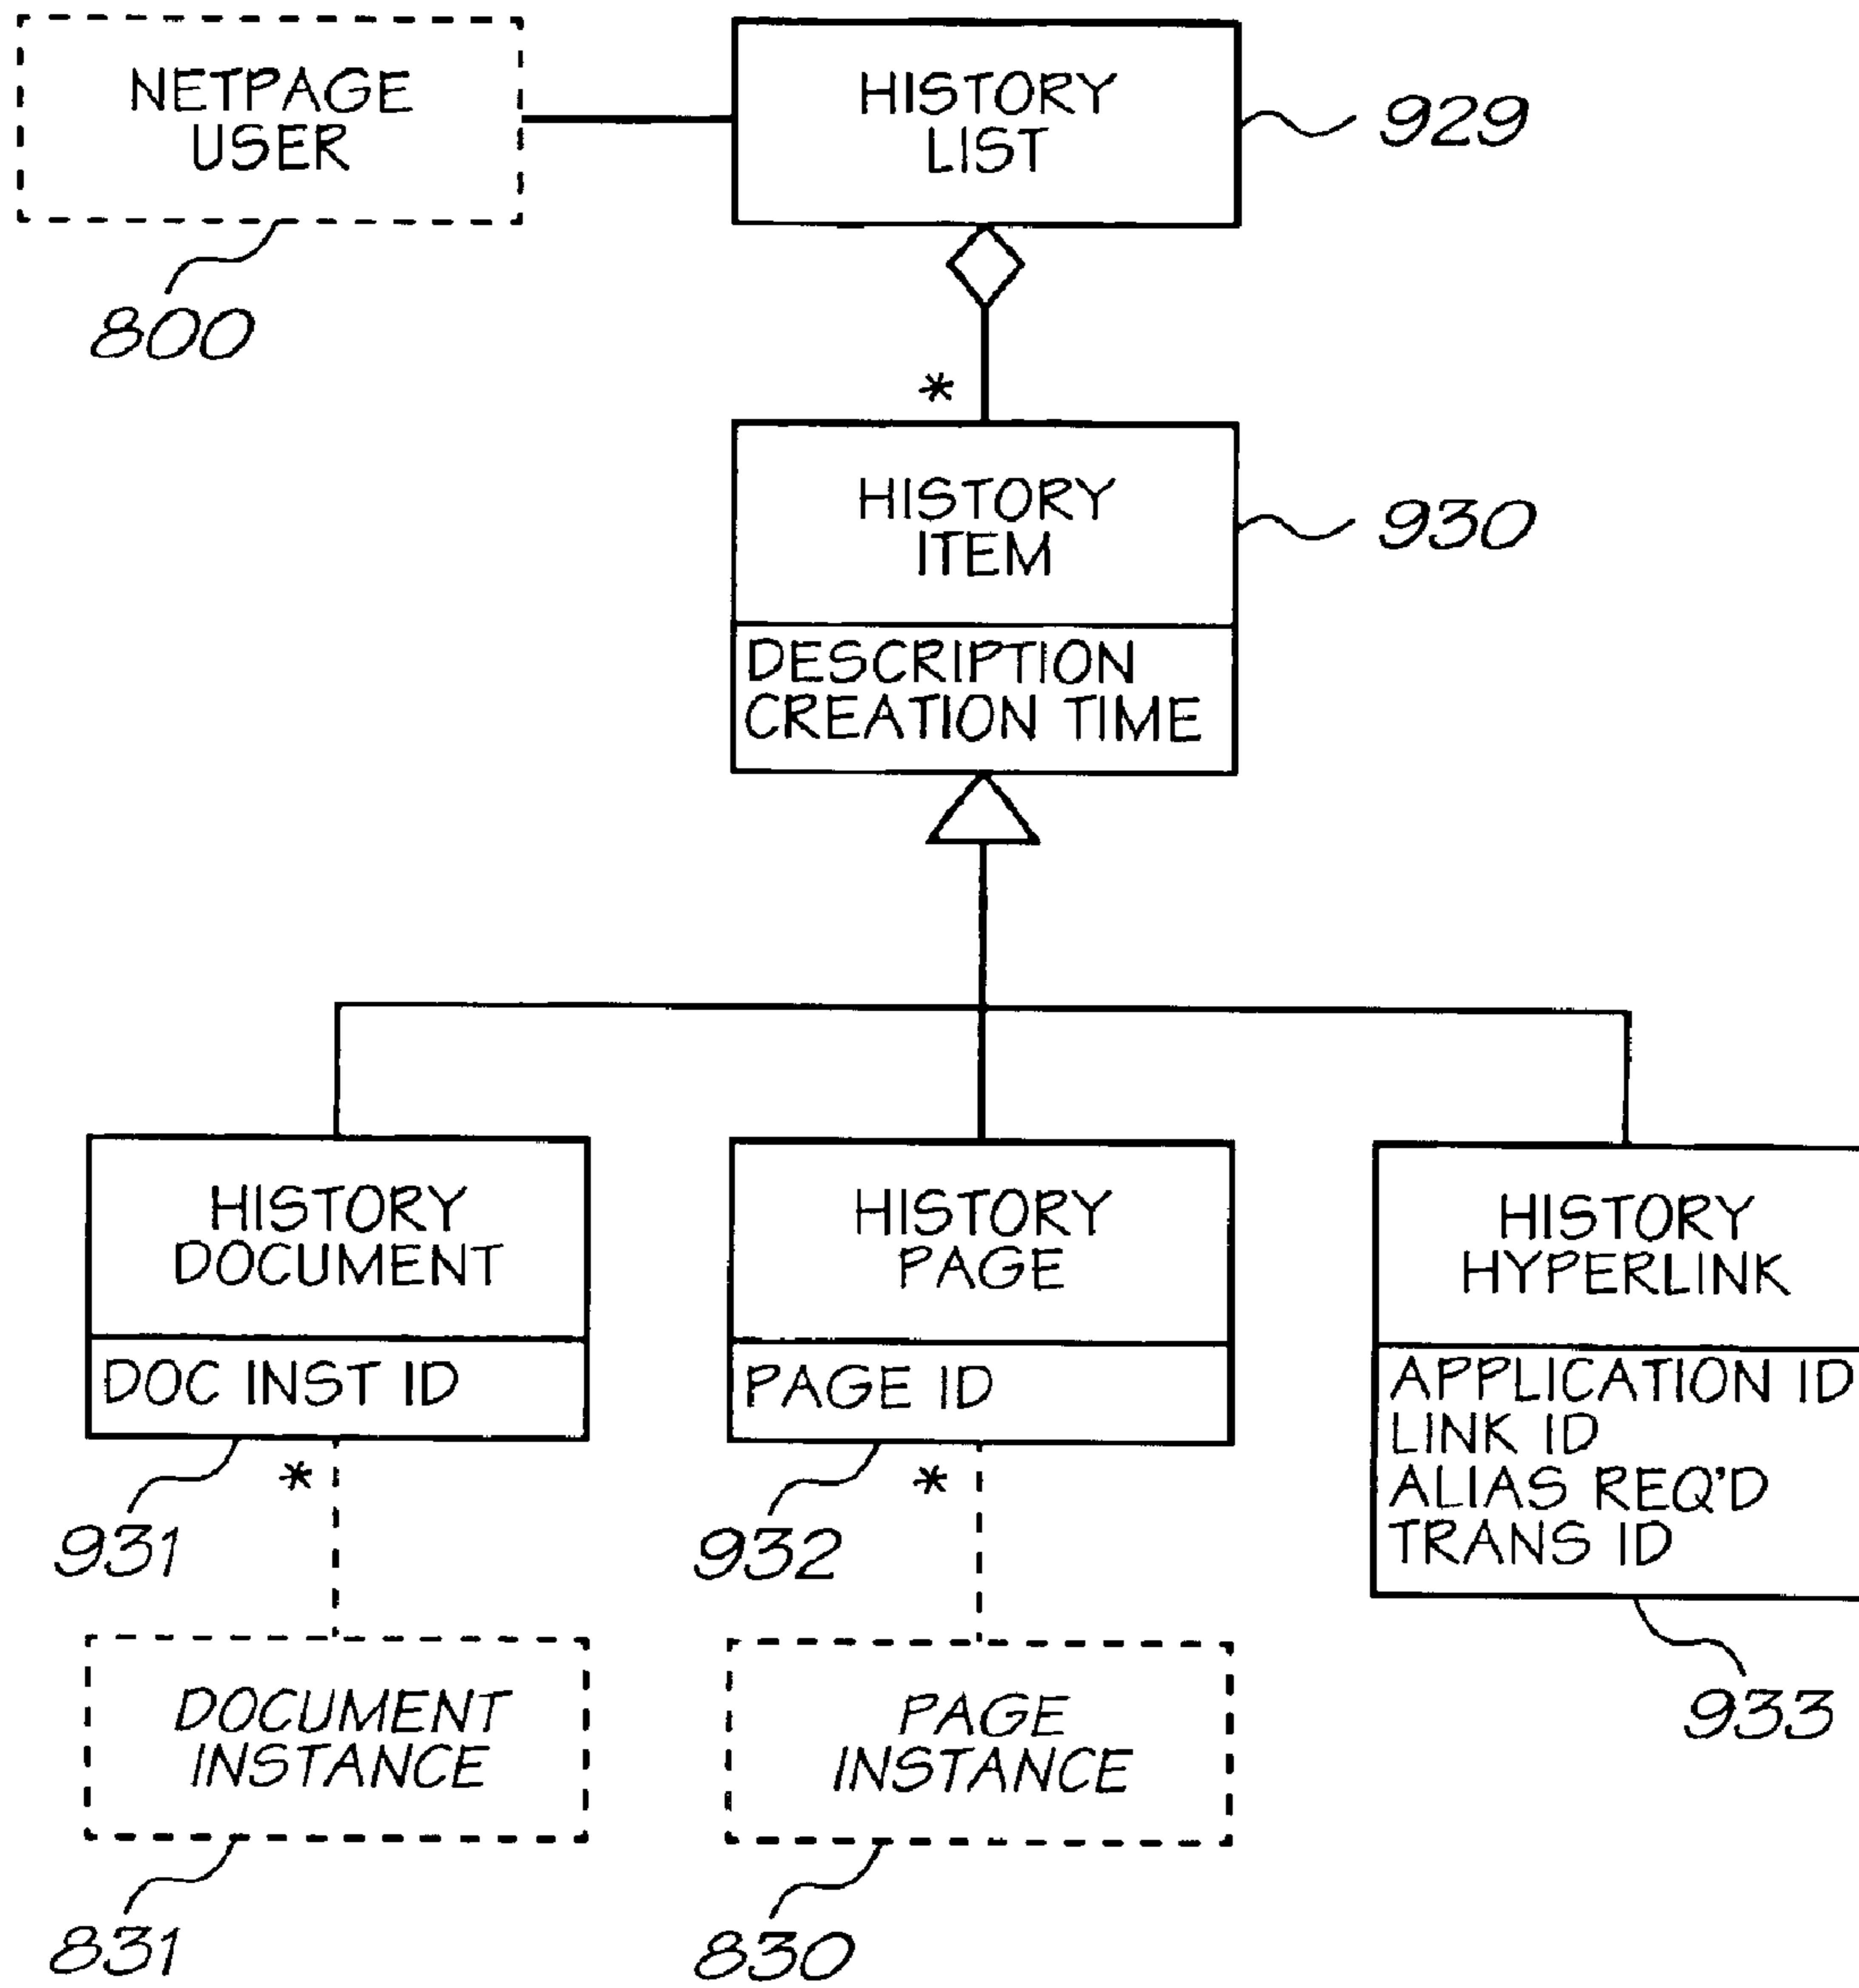 NETPAGE
USER
800
HISTORY
LIST
929
*
HISTORY
ITEM
930
DESCRIPTION
CREATION TIME
HISTORY
DOCUMENT
DOC INST ID
931
*
HISTORY
PAGE
PAGE ID
932
*
HISTORY
HYPERLINK
APPLICATION ID
LINK ID
ALIAS REQ'D
TRANS ID
933
DOCUMENT
INSTANCE
831
PAGE
INSTANCE
830